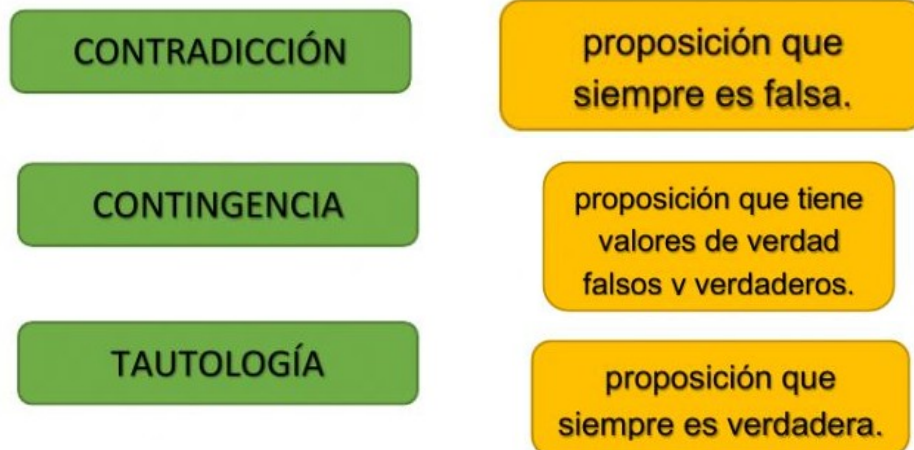 CONTRADICCIÓN
proposición que
siempre es falsa.
CONTINGENCIA
proposición que tiene
valores de verdad
falsos v verdaderos.
TAUTOLOGÍA
proposición que
siempre es verdadera.